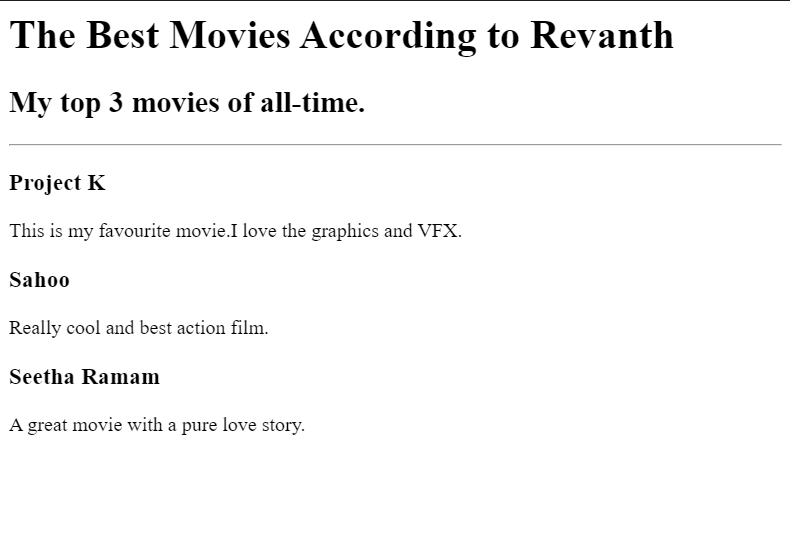 The Best Movies According to Revanth
My top 3 movies of all-time.
Project K
This is my favourite movie.I love the graphics and VFX.
Sahoo
Really cool and best action film.
Seetha Ramam
A great movie with a pure love story.